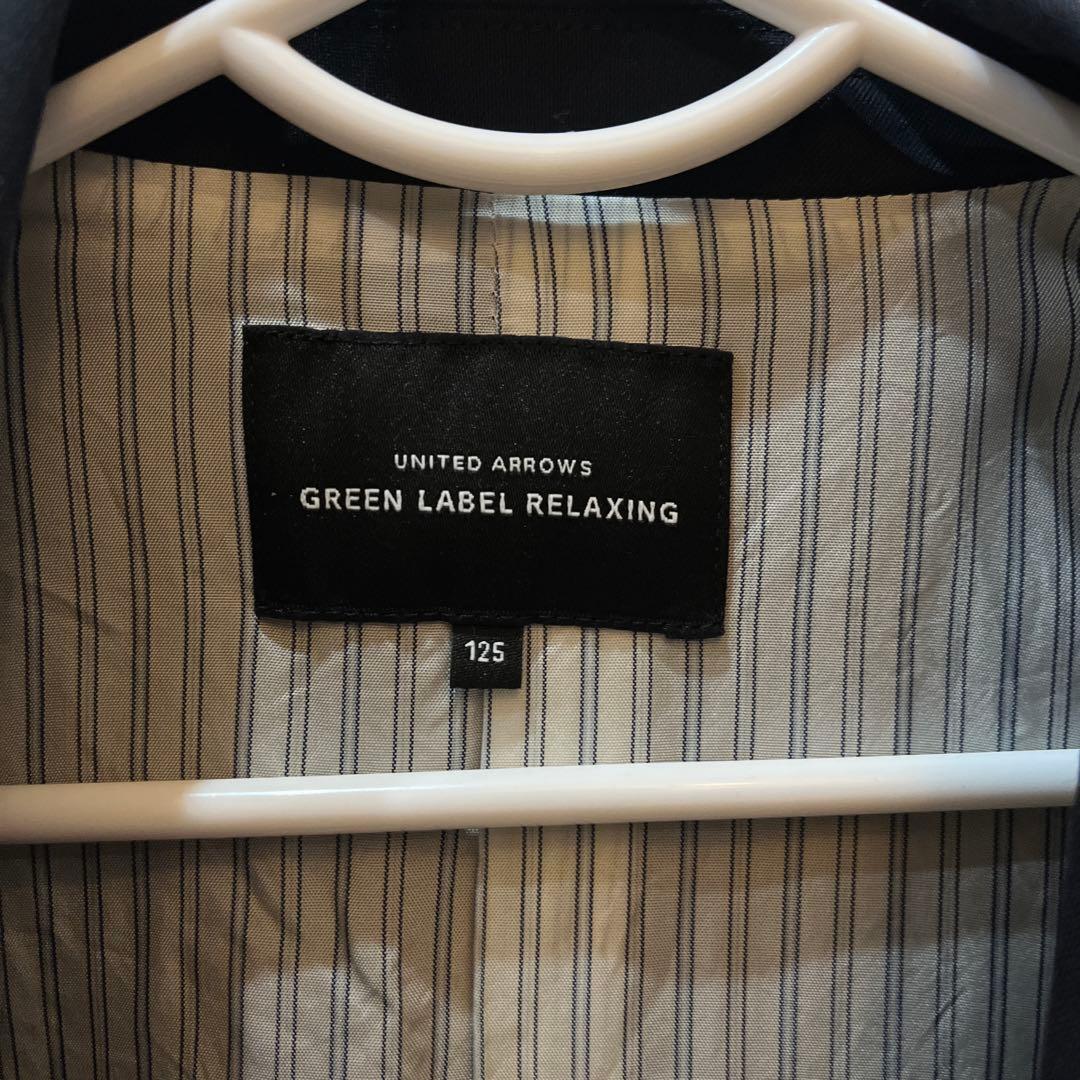 UNITED ARROWS
GREEN LABEL RELAXING
125